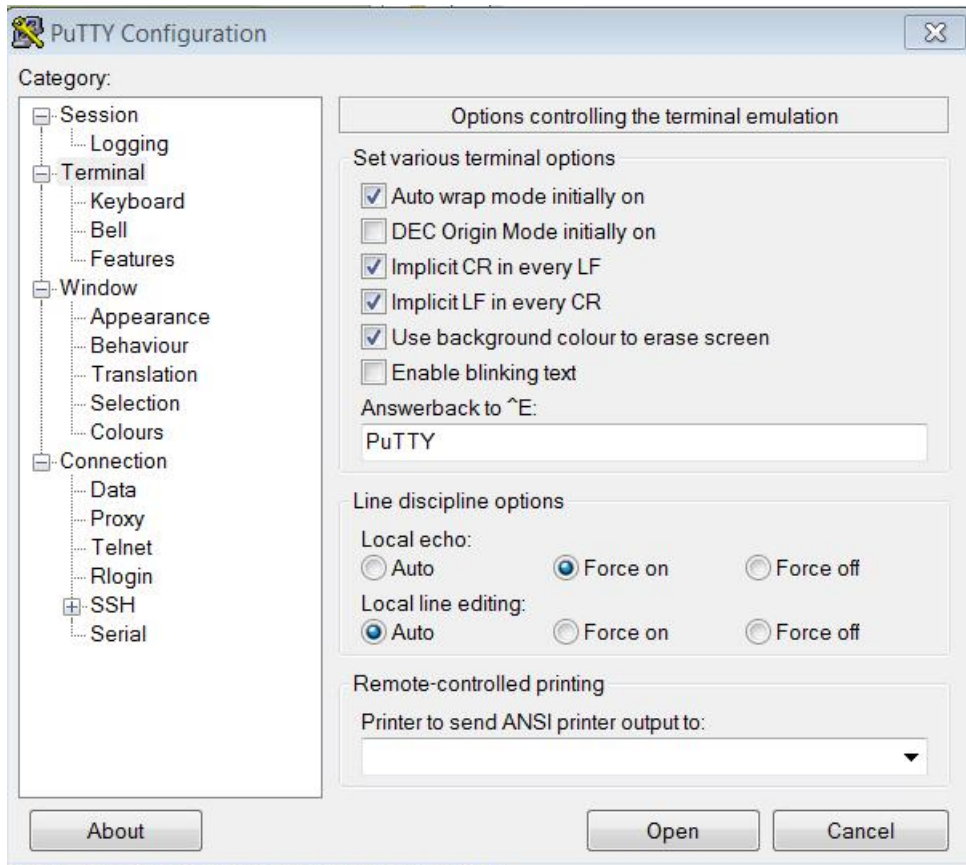 PuTTY Configuration
Category:
Session
Logging
Terminal
Keyboard
Bell
Features
Window
Appearance
Behaviour
Translation
Selection
Colours
Connection
Data
Proxy
Telnet
Rlogin
SSH
Serial
Options controlling the terminal emulation
Set various terminal options
Auto wrap mode initially on
DEC Origin Mode initially on
Implicit CR in every LF
Implicit LF in every CR
Use background colour to erase screen
Enable blinking text
Answerback to ^E:
PuTTY
Line discipline options
Local echo:
Auto Force on Force off
Local line editing:
Auto Force on Force off
Remote-controlled printing
Printer to send ANSI printer output to:
About Open Cancel